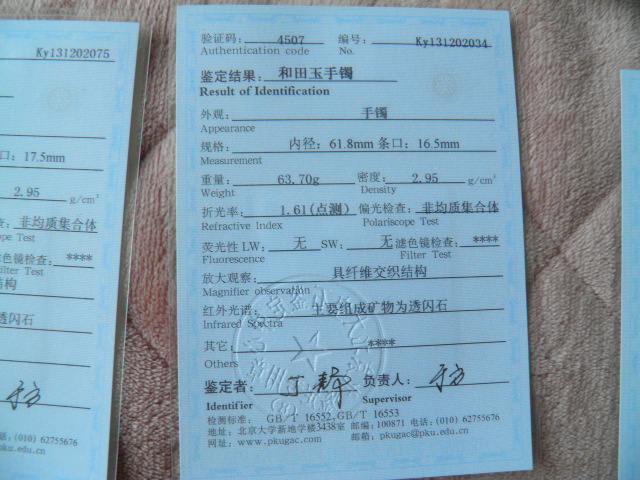 Ky131202075
口：17.5mm
2.95 g/cm³
查：非均质集合体
cope Test
色镜检查：****
Filter Test
结构
透闪石
(010) 62755676
pku.edu.cn
验证码：4507 编号：Ky131202034
Authentication code No.
鉴定结果：和田玉手镯
Result of Identification
外观：手镯
Appearance
规格：内径：61.8mm 条口：16.5mm
Measurement
重量：63.70g 密度：2.95 g/cm³
Weight Density
折光率：1.61(点测) 偏光检查：非均质集合体
Refractive Index Polariscope Test
荧光性 LW：无 SW：无 滤色镜检查：****
Fluorescence Filter Test
放大观察：具纤维交织结构
Magnifier observation
红外光谱：主要组成矿物为透闪石
Infrared Spectra
其它：****
Others
鉴定者：丁静 负责人：
Identifier Supervisor
检测标准： GB/T 16552,GB/T 16553
地址：北京大学新地学楼3438室 邮编：100871 电话：(010) 62755676
网址：www.pkugac.com 邮箱：pkugac@pku.edu.cn